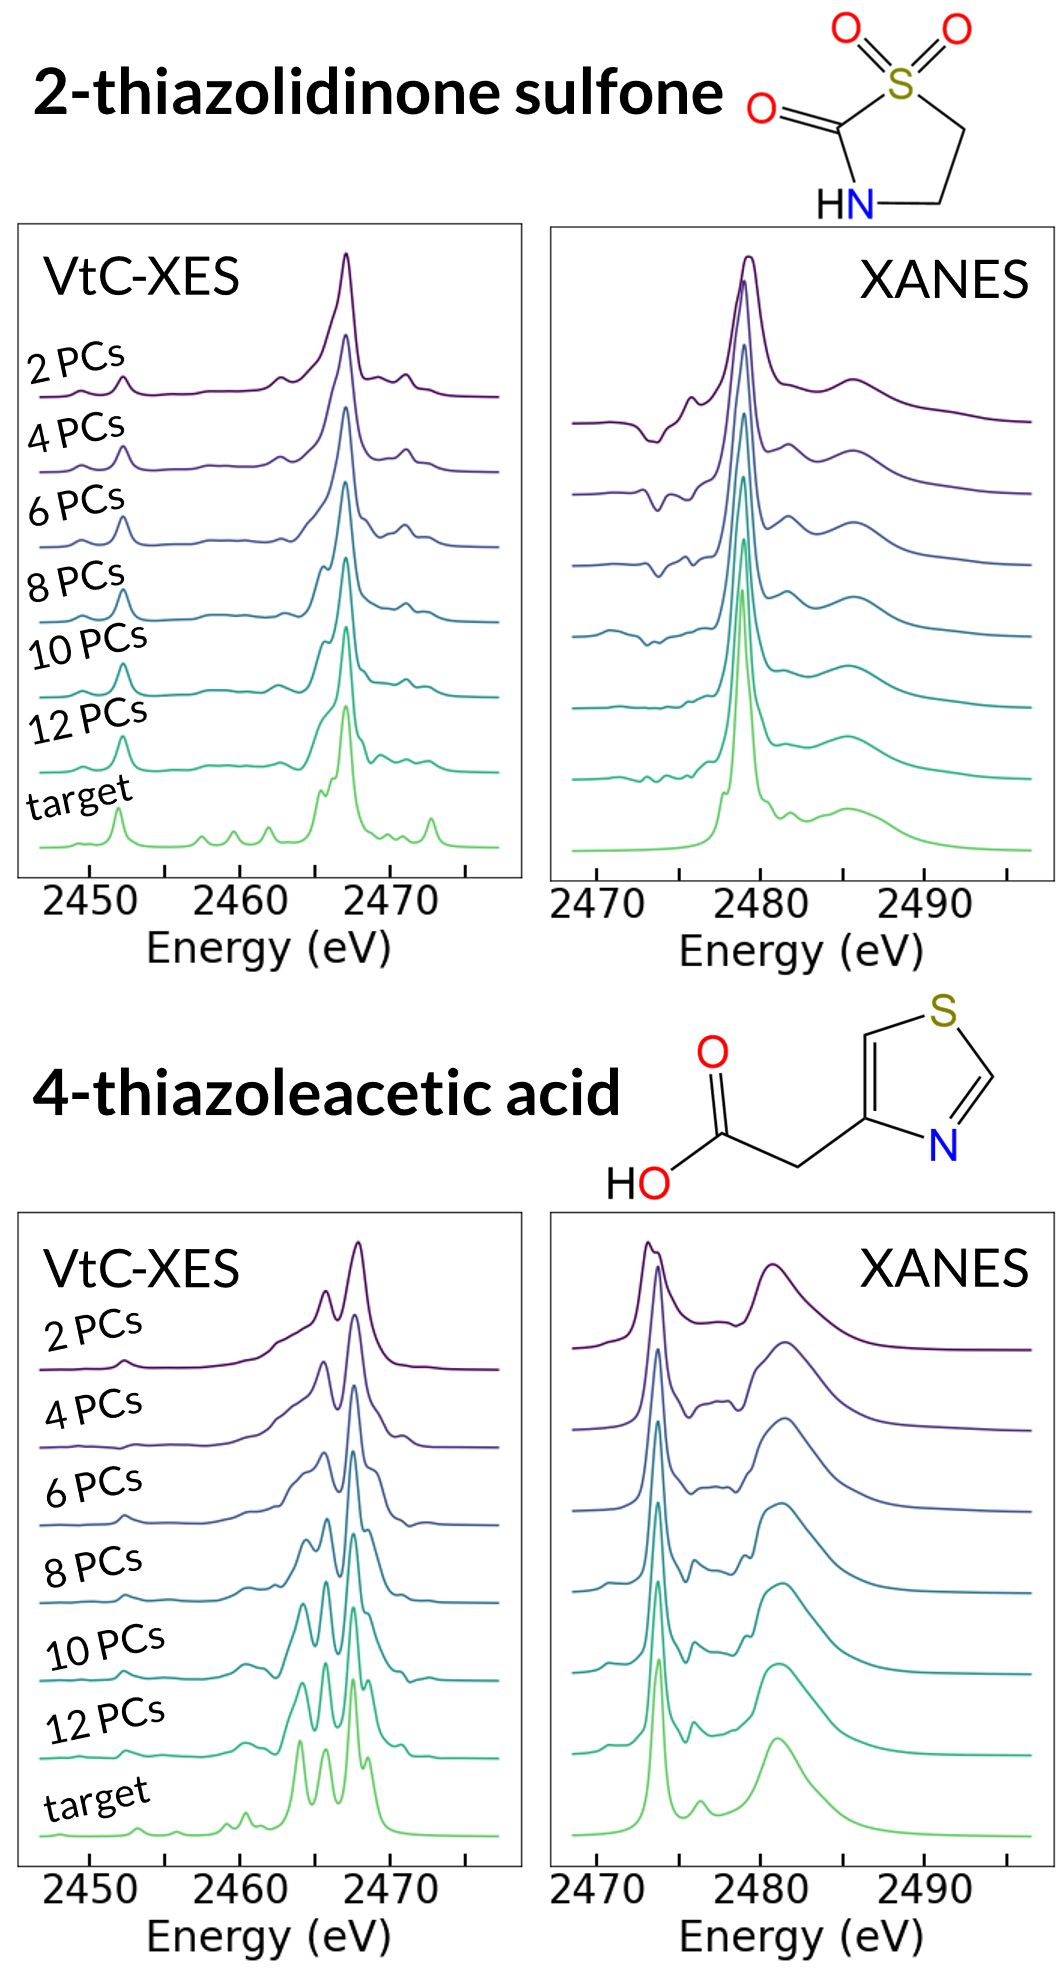 2-thiazolidinone sulfone
O O
S
O
HN
VtC-XES
2 PCs
4 PCs
6 PCs
8 PCs
10 PCs
12 PCs
target
2450 2460 2470
Energy (eV)
XANES
2470 2480 2490
Energy (eV)
4-thiazoleacetic acid
S
O
N
HO
VtC-XES
2 PCs
4 PCs
6 PCs
8 PCs
10 PCs
12 PCs
target
2450 2460 2470
Energy (eV)
XANES
2470 2480 2490
Energy (eV)